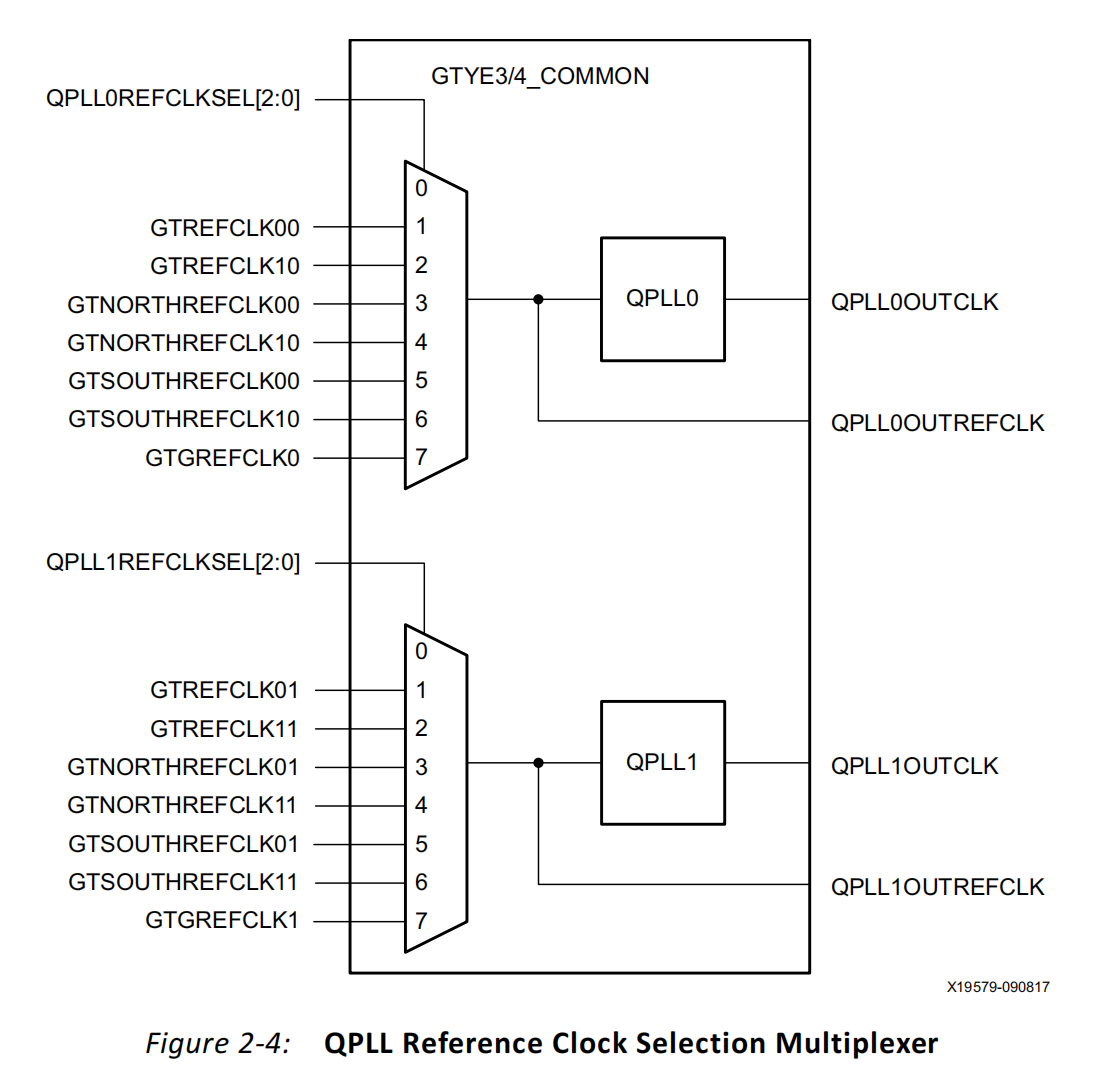 GTYE3/4_COMMON
QPLL0REFCLKSEL[2:0]
0
GTREFCLK00 1
GTREFCLK10 2
GTNORTHREFCLK00 3
GTNORTHREFCLK10 4
GTSOUTHREFCLK00 5
GTSOUTHREFCLK10 6
GTGREFCLK0 7
QPLL0
QPLL0OUTCLK
QPLL0OUTREFCLK
QPLL1REFCLKSEL[2:0]
0
GTREFCLK01 1
GTREFCLK11 2
GTNORTHREFCLK01 3
GTNORTHREFCLK11 4
GTSOUTHREFCLK01 5
GTSOUTHREFCLK11 6
GTGREFCLK1 7
QPLL1
QPLL1OUTCLK
QPLL1OUTREFCLK
X19579-090817
Figure 2-4: QPLL Reference Clock Selection Multiplexer